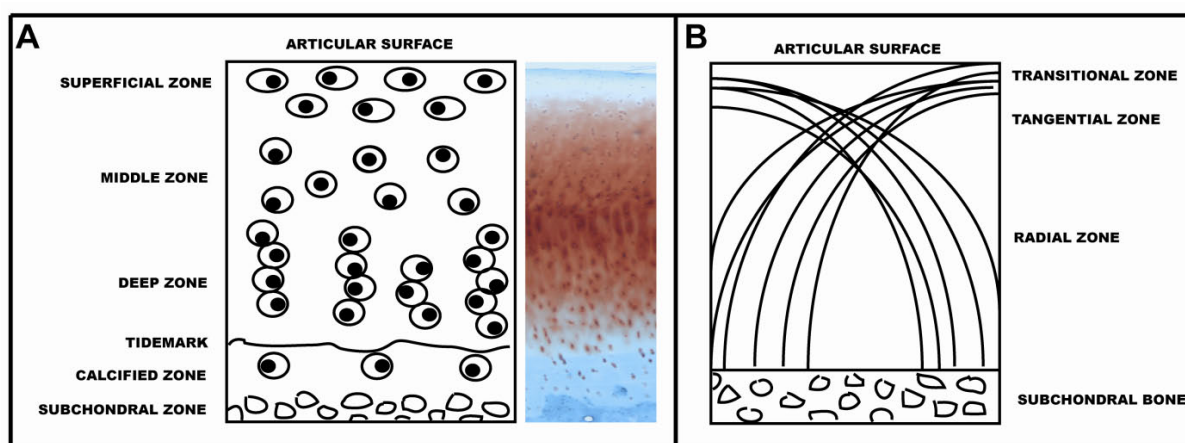 A
ARTICULAR SURFACE
SUPERFICIAL ZONE
MIDDLE ZONE
DEEP ZONE
TIDEMARK
CALCIFIED ZONE
SUBCHONDRAL ZONE
B
ARTICULAR SURFACE
TRANSITIONAL ZONE
TANGENTIAL ZONE
RADIAL ZONE
SUBCHONDRAL BONE